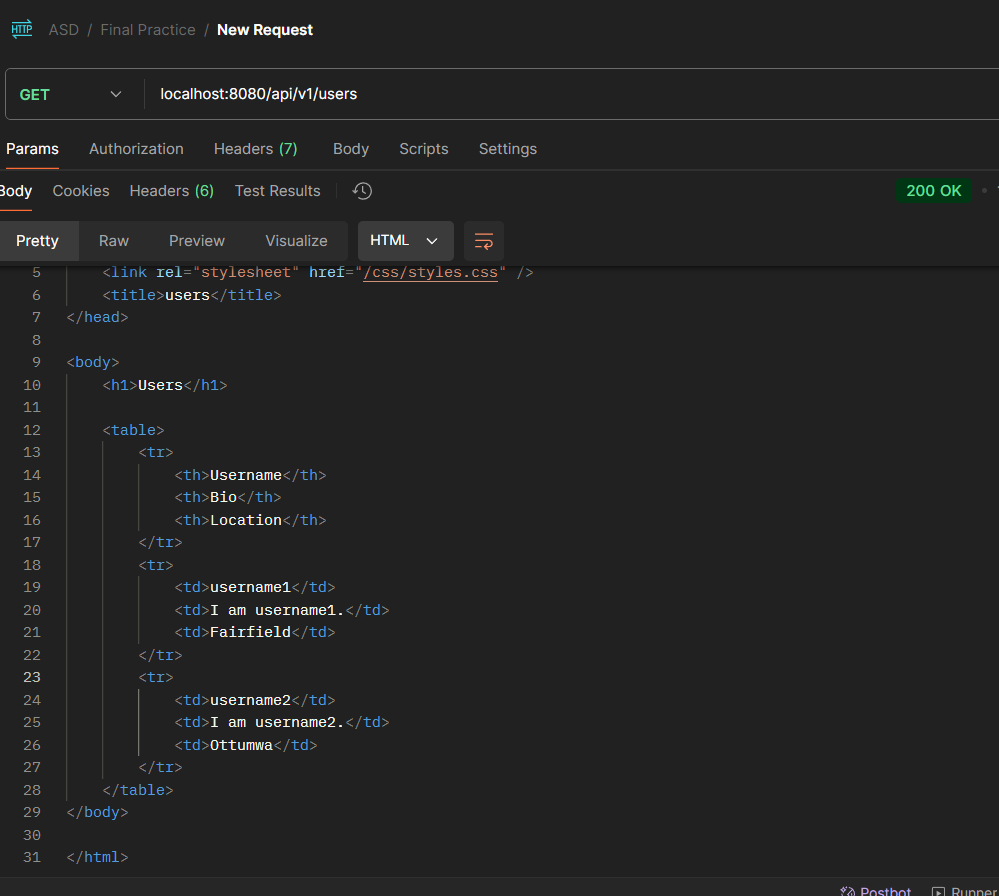 HTTP ASD / Final Practice / New Request
GET localhost:8080/api/v1/users
Params Authorization Headers (7) Body Scripts Settings
Body Cookies Headers (6) Test Results 200 OK
Pretty Raw Preview Visualize HTML
5 <link rel="stylesheet" href="/css/styles.css" />
6 <title>users</title>
7 </head>
8
9 <body>
10 <h1>Users</h1>
11
12 <table>
13 <tr>
14 <th>Username</th>
15 <th>Bio</th>
16 <th>Location</th>
17 </tr>
18 <tr>
19 <td>username1</td>
20 <td>I am username1.</td>
21 <td>Fairfield</td>
22 </tr>
23 <tr>
24 <td>username2</td>
25 <td>I am username2.</td>
26 <td>Ottumwa</td>
27 </tr>
28 </table>
29 </body>
30
31 </html>
Postbot Runner